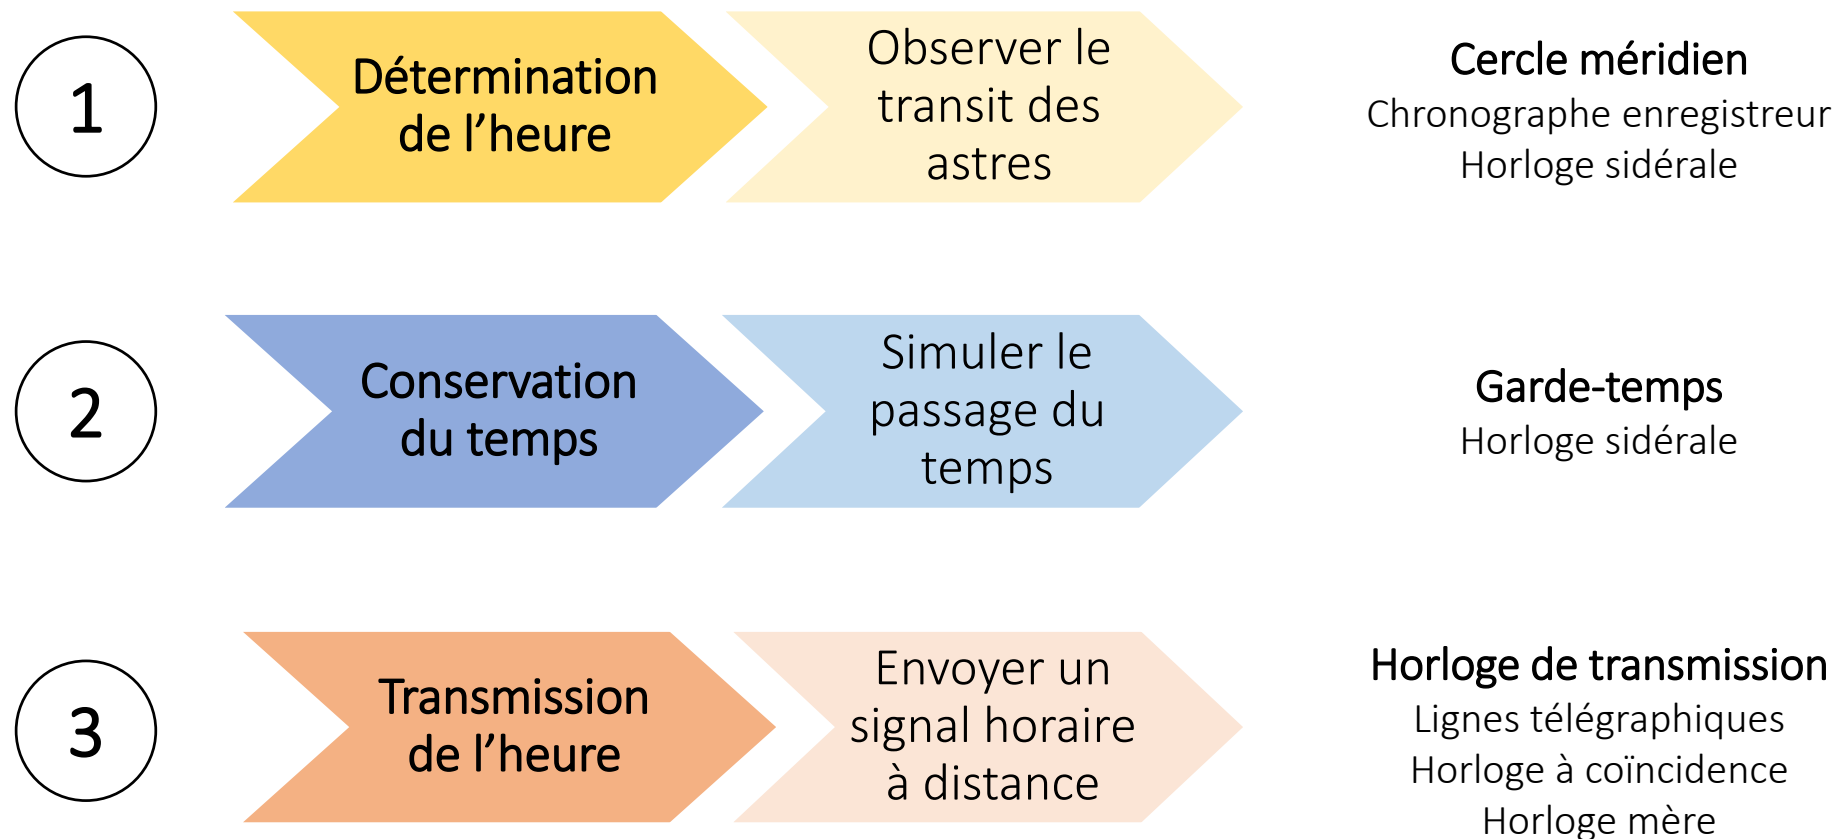 1
Détermination
de l’heure
Observer le
transit des
astres
Cercle méridien
Chronographe enregistreur
Horloge sidérale
2
Conservation
du temps
Simuler le
passage du
temps
Garde-temps
Horloge sidérale
3
Transmission
de l’heure
Envoyer un
signal horaire
à distance
Horloge de transmission
Lignes télégraphiques
Horloge à coïncidence
Horloge mère